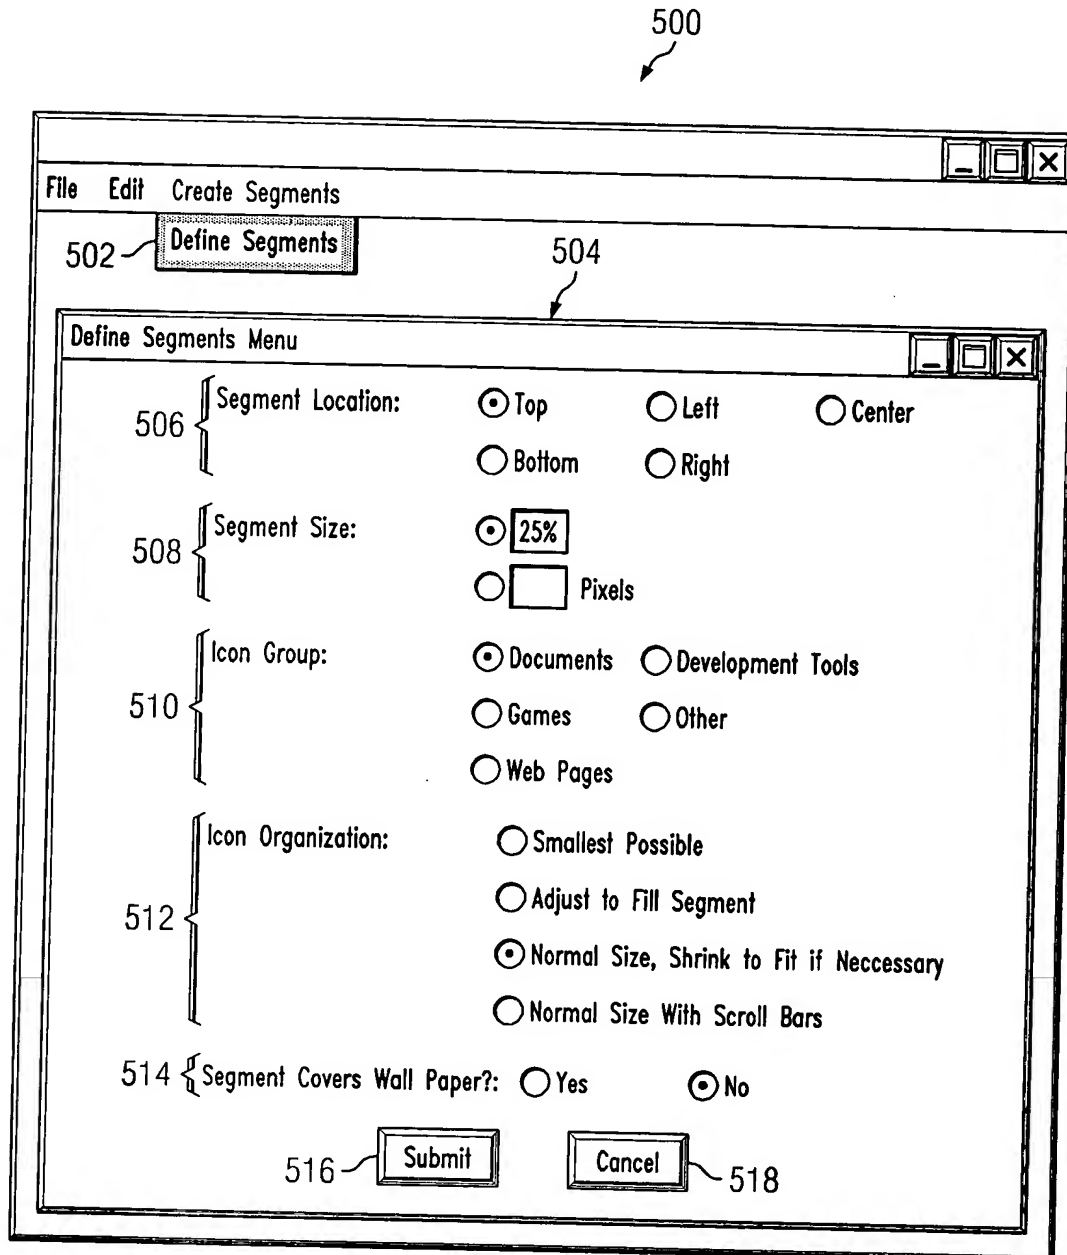 500
File Edit Create Segments
502 Define Segments
504
Define Segments Menu
506 Segment Location: Top Left Center
Bottom Right
508 Segment Size: 25%
Pixels
510 Icon Group: Documents Development Tools
Games Other
Web Pages
512 Icon Organization: Smallest Possible
Adjust to Fill Segment
Normal Size, Shrink to Fit if Neccessary
Normal Size With Scroll Bars
514 Segment Covers Wall Paper?: Yes No
516 Submit Cancel 518